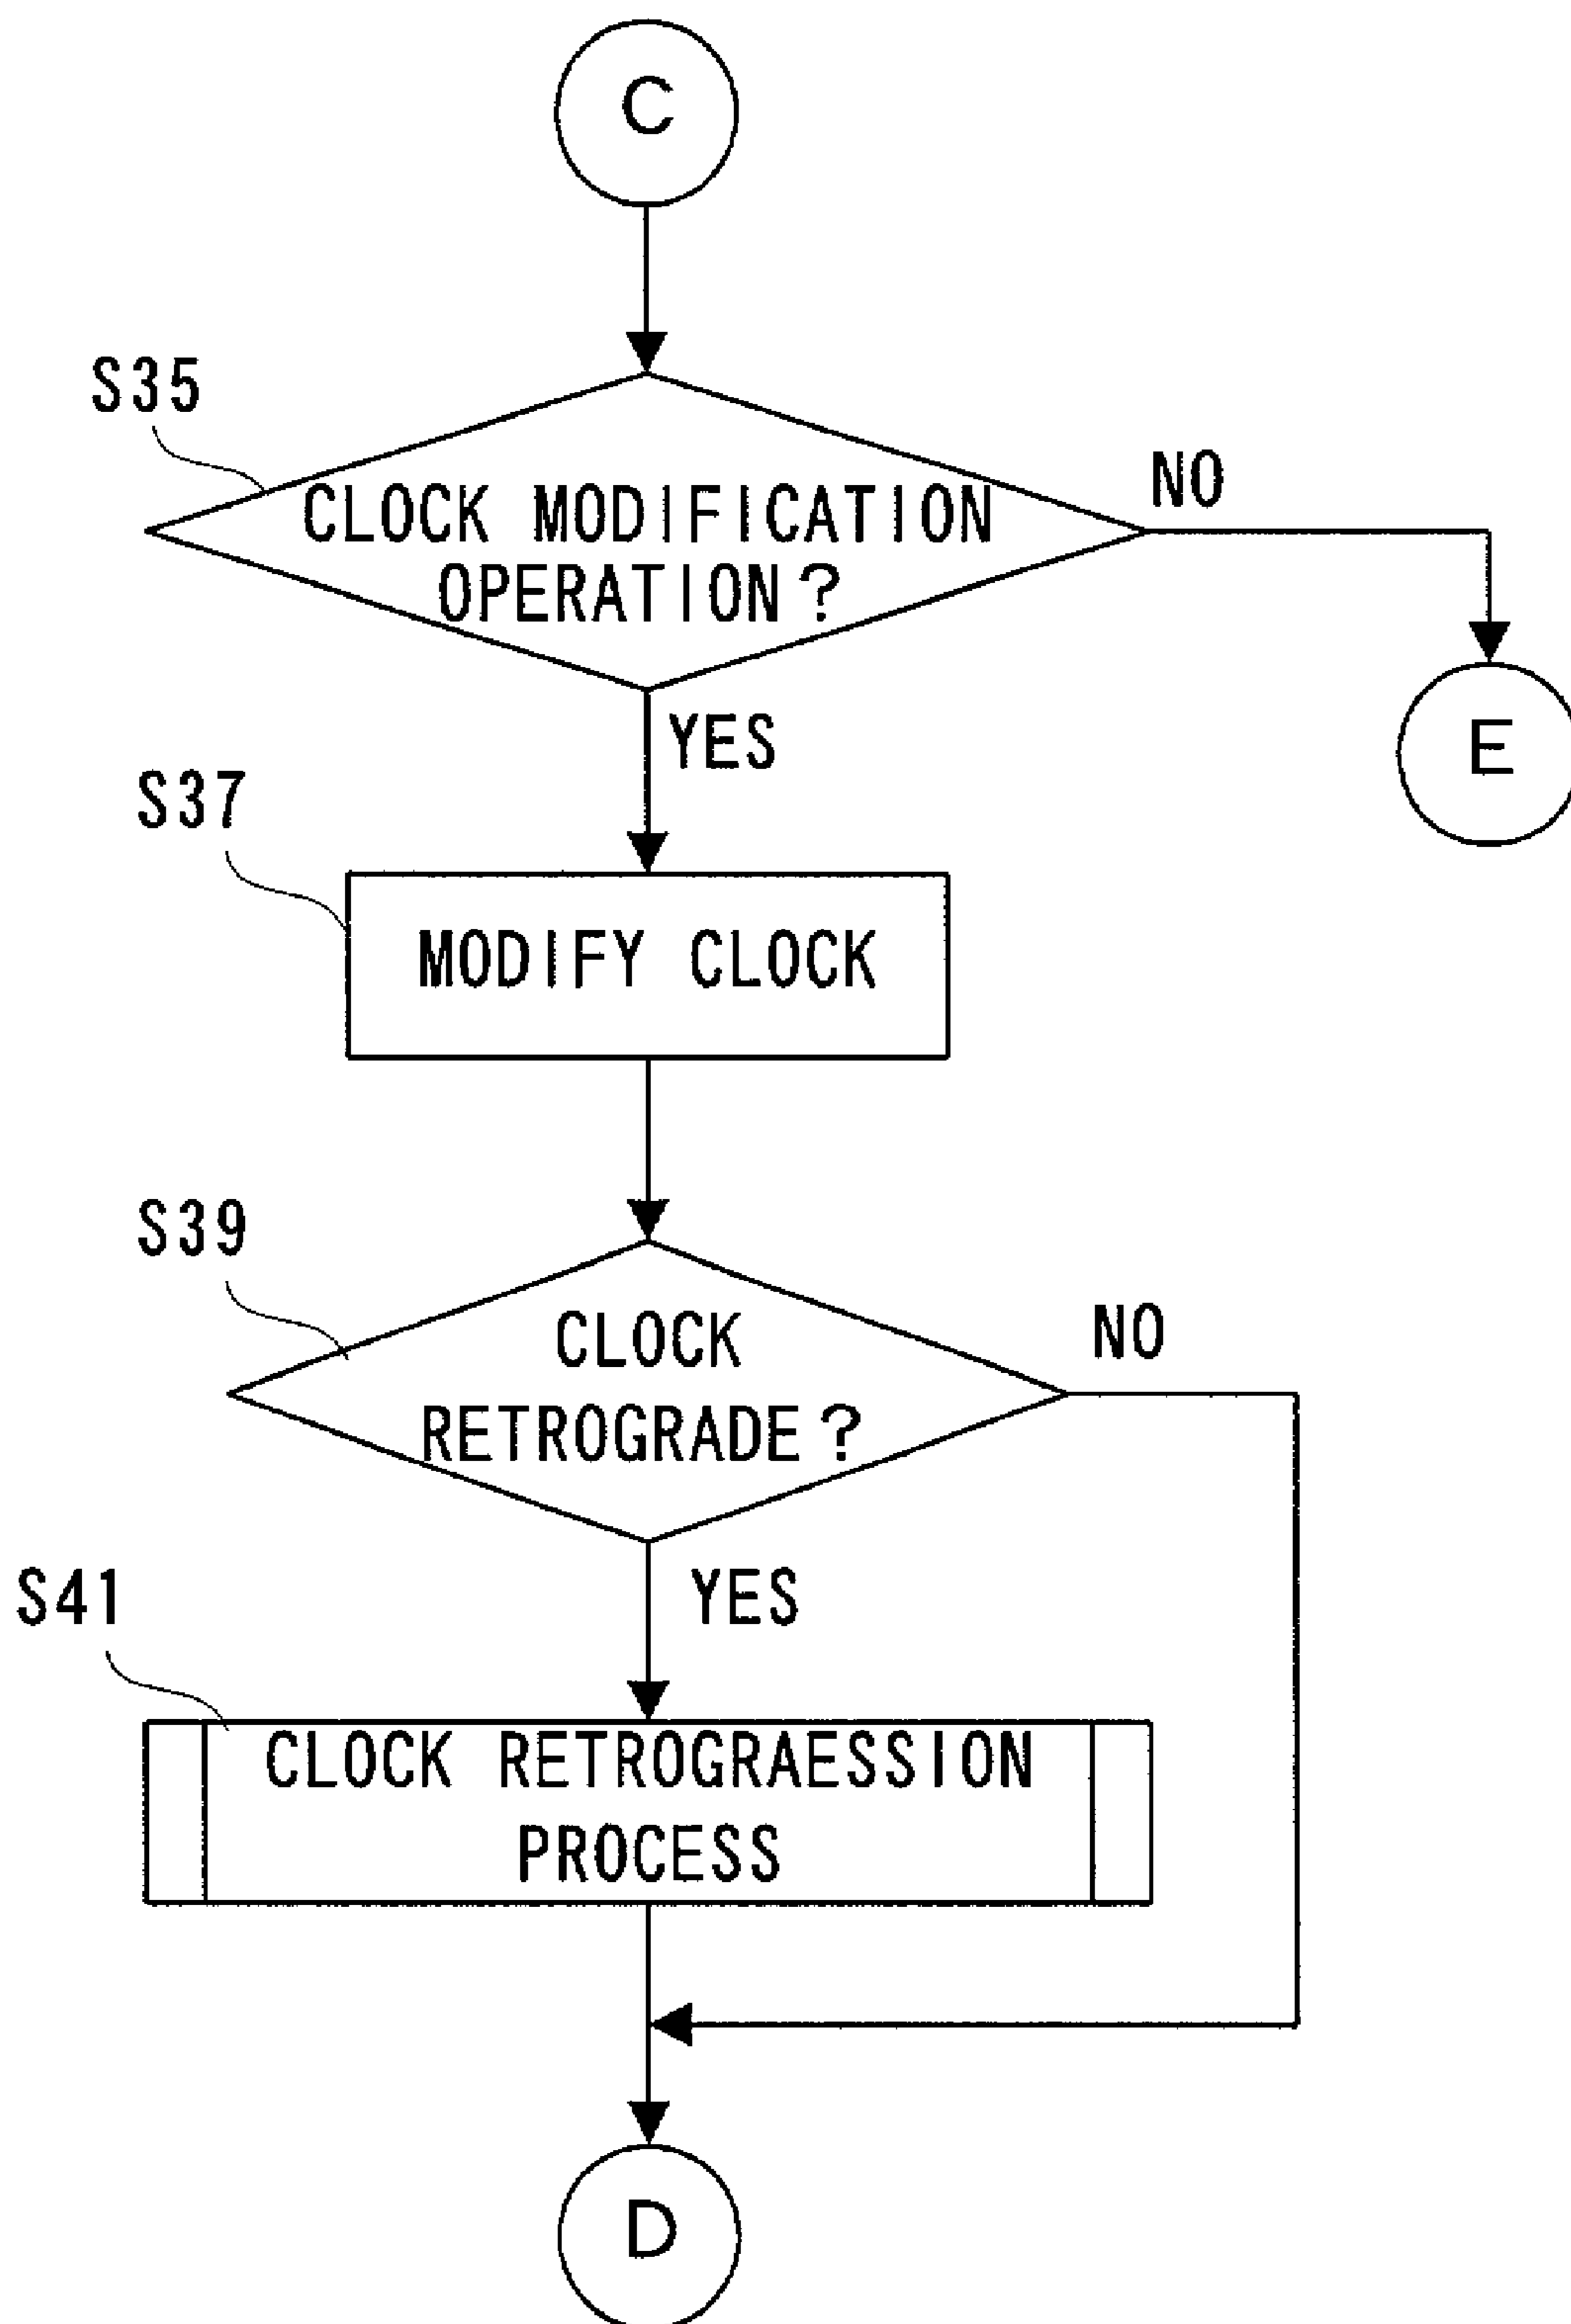 C
S35
CLOCK MODIFICATION
OPERATION?
NO
E
YES
S37
MODIFY CLOCK
S39
CLOCK
RETROGRADE?
NO
YES
S41
CLOCK RETROGRAESSION
PROCESS
D